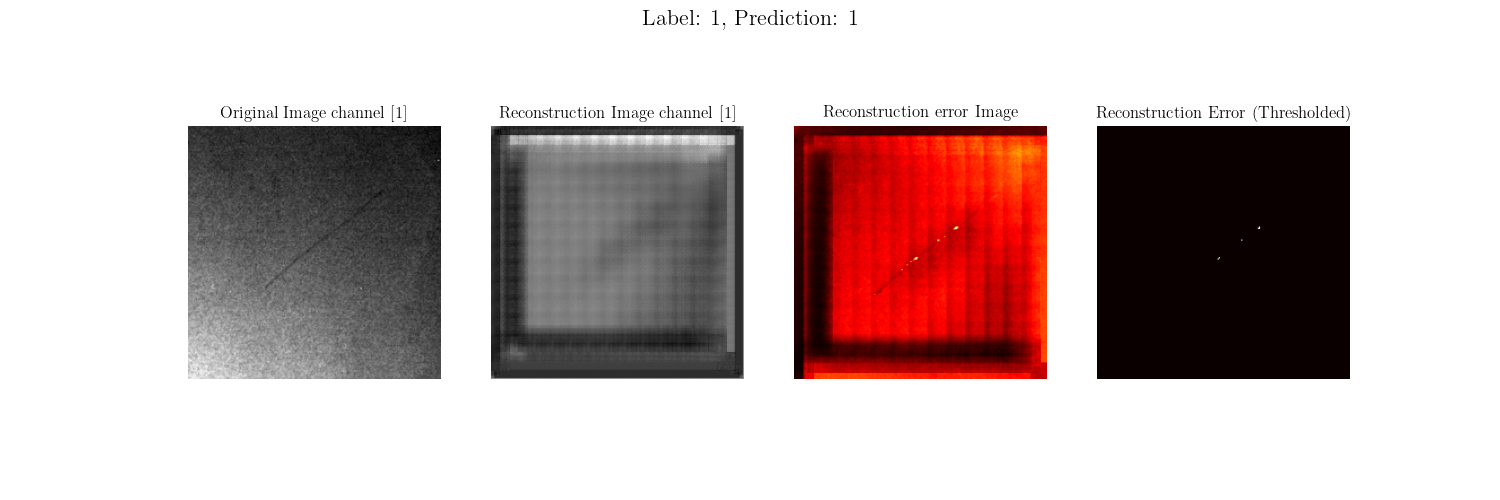 Label: 1, Prediction: 1
Original Image channel [1]
Reconstruction Image channel [1]
Reconstruction error Image
Reconstruction Error (Thresholded)